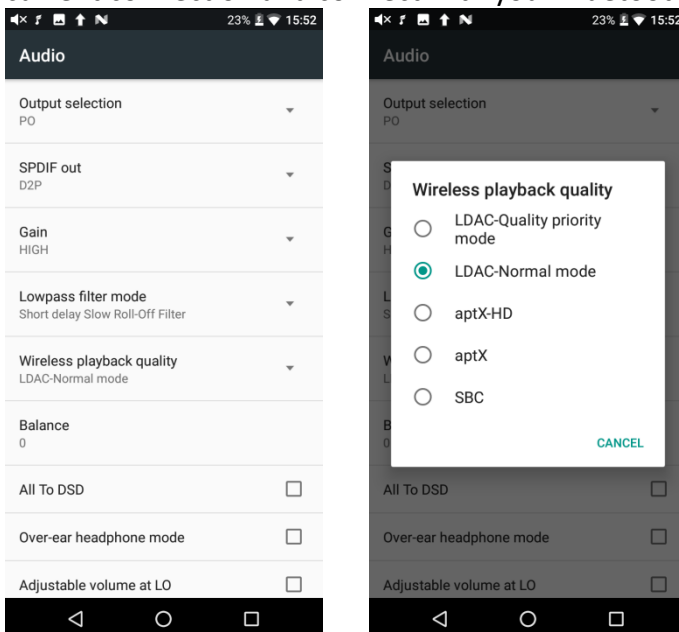 23% 15:52
Audio
Output selection
PO
SPDIF out
D2P
Gain
HIGH
Lowpass filter mode
Short delay Slow Roll-Off Filter
Wireless playback quality
LDAC-Normal mode
Balance
0
All To DSD
Over-ear headphone mode
Adjustable volume at LO
23% 15:52
Audio
Output selection
PO
Wireless playback quality
LDAC-Quality priority
mode
LDAC-Normal mode
aptX-HD
aptX
SBC
CANCEL
All To DSD
Over-ear headphone mode
Adjustable volume at LO